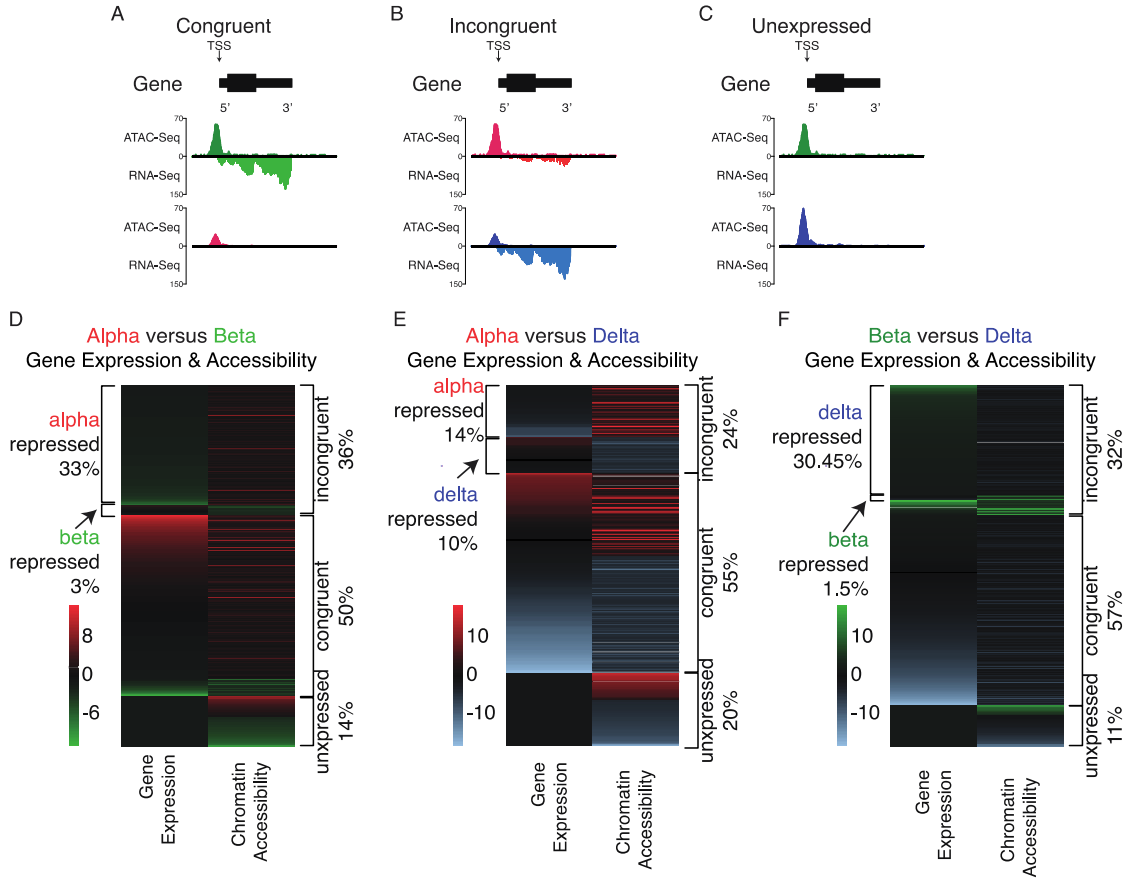 A
Congruent
TSS
Gene
5’
3’
70
ATAC-Seq
0
RNA-Seq
150
70
ATAC-Seq
0
RNA-Seq
150
B
Incongruent
TSS
Gene
5’
3’
70
ATAC-Seq
0
RNA-Seq
150
70
ATAC-Seq
0
RNA-Seq
150
C
Unexpressed
TSS
Gene
5’
3’
70
ATAC-Seq
0
RNA-Seq
150
70
ATAC-Seq
0
RNA-Seq
150
D
Alpha versus Beta
Gene Expression & Accessibility
alpha
repressed
33%
beta
repressed
3%
8
0
-6
incongruent
36%
congruent
50%
unxpressed
14%
Gene
Expression
Chromatin
Accessibility
E
Alpha versus Delta
Gene Expression & Accessibility
alpha
repressed
14%
delta
repressed
10%
10
0
-10
incongruent
24%
congruent
55%
unxpressed
20%
Gene
Expression
Chromatin
Accessibility
F
Beta versus Delta
Gene Expression & Accessibility
delta
repressed
30.45%
beta
repressed
1.5%
10
0
-10
incongruent
32%
congruent
57%
unxpressed
11%
Gene
Expression
Chromatin
Accessibility